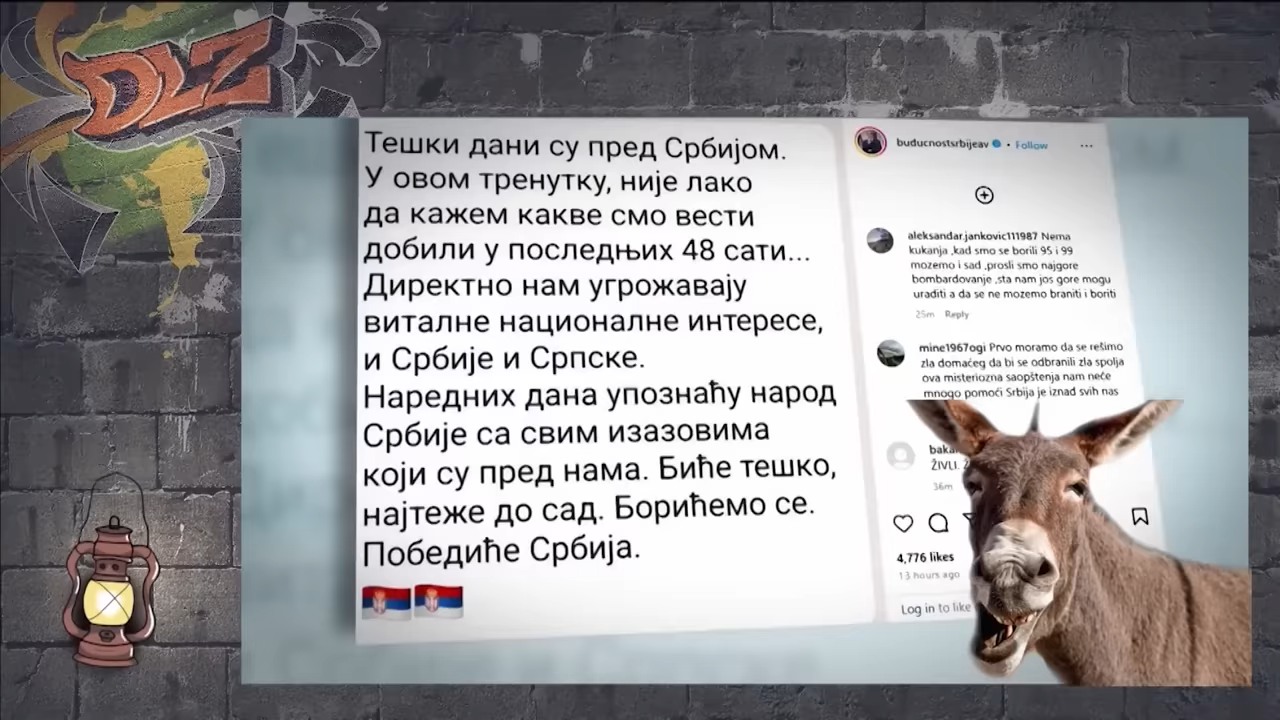 DLZ
Тешки дани су пред Србијом.
У овом тренутку, није лако
да кажем какве смо вести
добили у последњих 48 сати...
Директно нам угрожавају
виталне националне интересе,
и Србије и Српске.
Наредних дана упознаћу народ
Србије са свим изазовима
који су пред нама. Биће тешко,
најтеже до сад. Борићемо се.
Победиће Србија.
buducnostsrbijeav • Follow
aleksandar.jankovic111987 Nema
kukanja ,kad smo se borili 95 i 99
mozemo i sad ,prosli smo najgore
bombardovanje ,sta nam jos gore mogu
uraditi a da se ne mozemo braniti i boriti
25m Reply
mine1967ogi Prvo moramo da se rešimo
zla domaćeg da bi se odbranili zla spolja
ova misteriozna saopštenja nam neće
mnogo pomoći Srbija je iznad svih nas
ŽIVLI.
36m
4,776 likes
13 hours ago
Log in to like